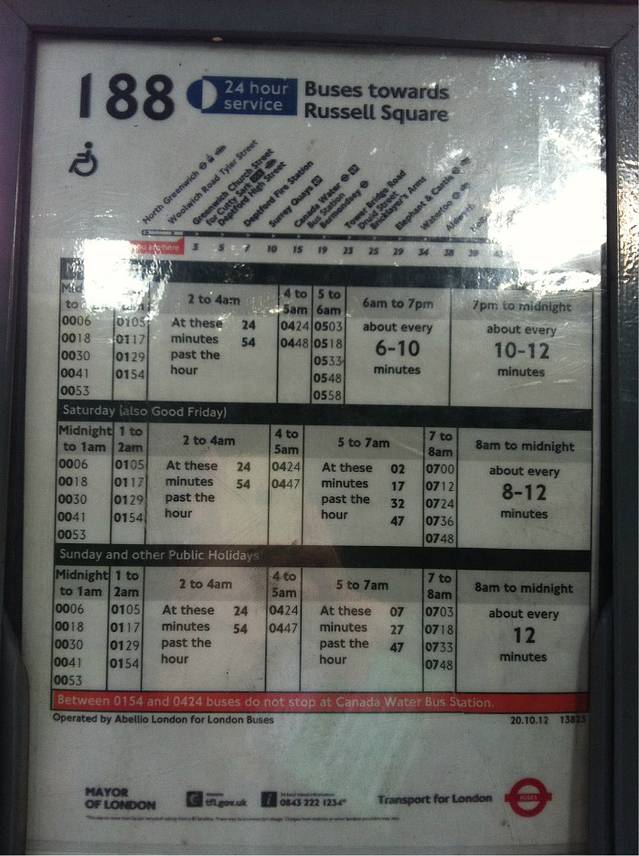 188
24 hour service
Buses towards
Russell Square
North Greenwich
Woolwich Road Tyler Street
Greenwich Church Street
for Cutty Sark
Deptford High Street
Deptford Fire Station
Surrey Quays
Canada Water
Bus Station
Bermondsey
Tower Bridge Road
Druid Street
Bricklayer's Arms
Elephant & Castle
Waterloo
3 5 7 10 15 19 23 25 29 34 38 39
2 to 4am
4 to 5am
5 to 6am
6am to 7pm
7pm to midnight
0006 0105 At these 24 0424 0503 about every about every
0018 0117 minutes 54 0448 0518 6-10 10-12
0030 0129 past the 0533 minutes minutes
0041 0154 hour 0548
0053 0558
Saturday (also Good Friday)
Midnight to 1am
1 to 2am
2 to 4am
4 to 5am
5 to 7am
7 to 8am
8am to midnight
0006 0105 At these 24 0424 At these 02 0700 about every
0018 0117 minutes 54 0447 minutes 17 0712 8-12
0030 0129 past the past the 32 0724 minutes
0041 0154 hour hour 47 0736
0053 0748
Sunday and other Public Holidays
Midnight to 1am
1 to 2am
2 to 4am
4 to 5am
5 to 7am
7 to 8am
8am to midnight
0006 0105 At these 24 0424 At these 07 0703 about every
0018 0117 minutes 54 0447 minutes 27 0718 12
0030 0129 past the past the 47 0733 minutes
0041 0154 hour hour 0748
0053
Between 0154 and 0424 buses do not stop at Canada Water Bus Station.
Operated by Abellio London for London Buses
20.10.12
MAYOR
OF LONDON
tfl.gov.uk
0843 222 1234*
Transport for London
BUSES